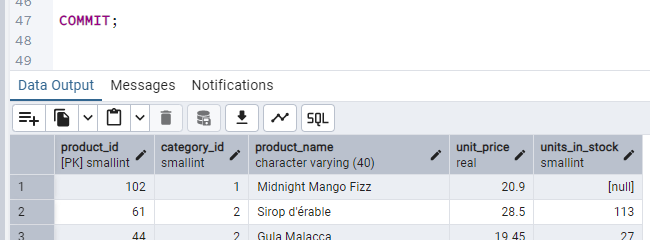 46
47 COMMIT;
48
49
Data Output Messages Notifications
SQL
product_id category_id product_name unit_price units_in_stock
[PK] smallint smallint character varying (40) real smallint
1 102 1 Midnight Mango Fizz 20.9 [null]
2 61 2 Sirop d'érable 28.5 113
3 44 2 Gula Malacca 19.45 27